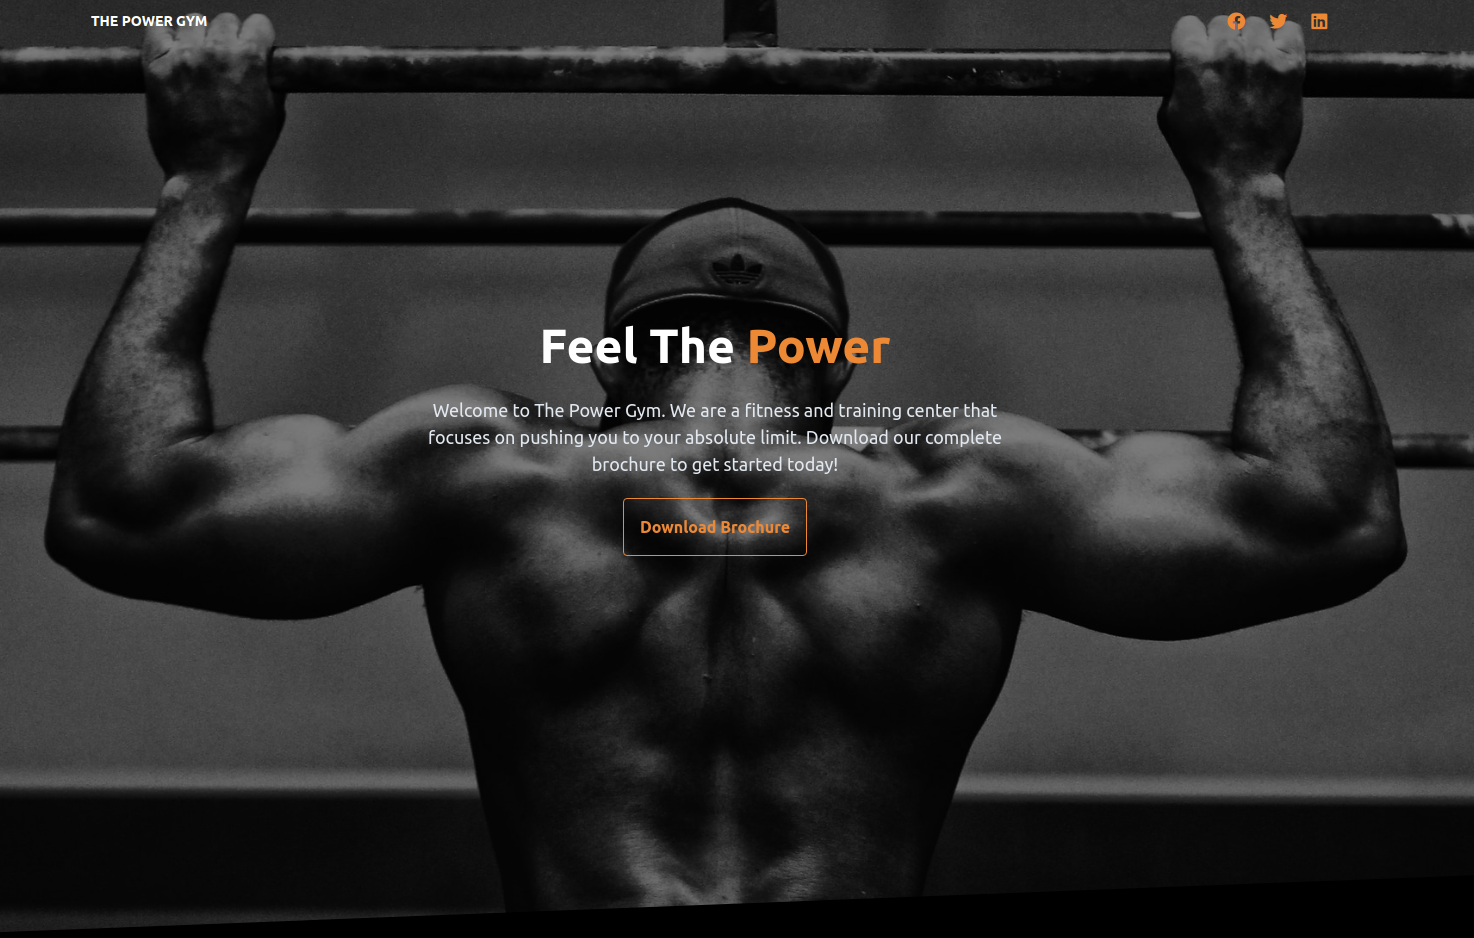 THE POWER GYM
Feel The Power
Welcome to The Power Gym. We are a fitness and training center that
focuses on pushing you to your absolute limit. Download our complete
brochure to get started today!
Download Brochure